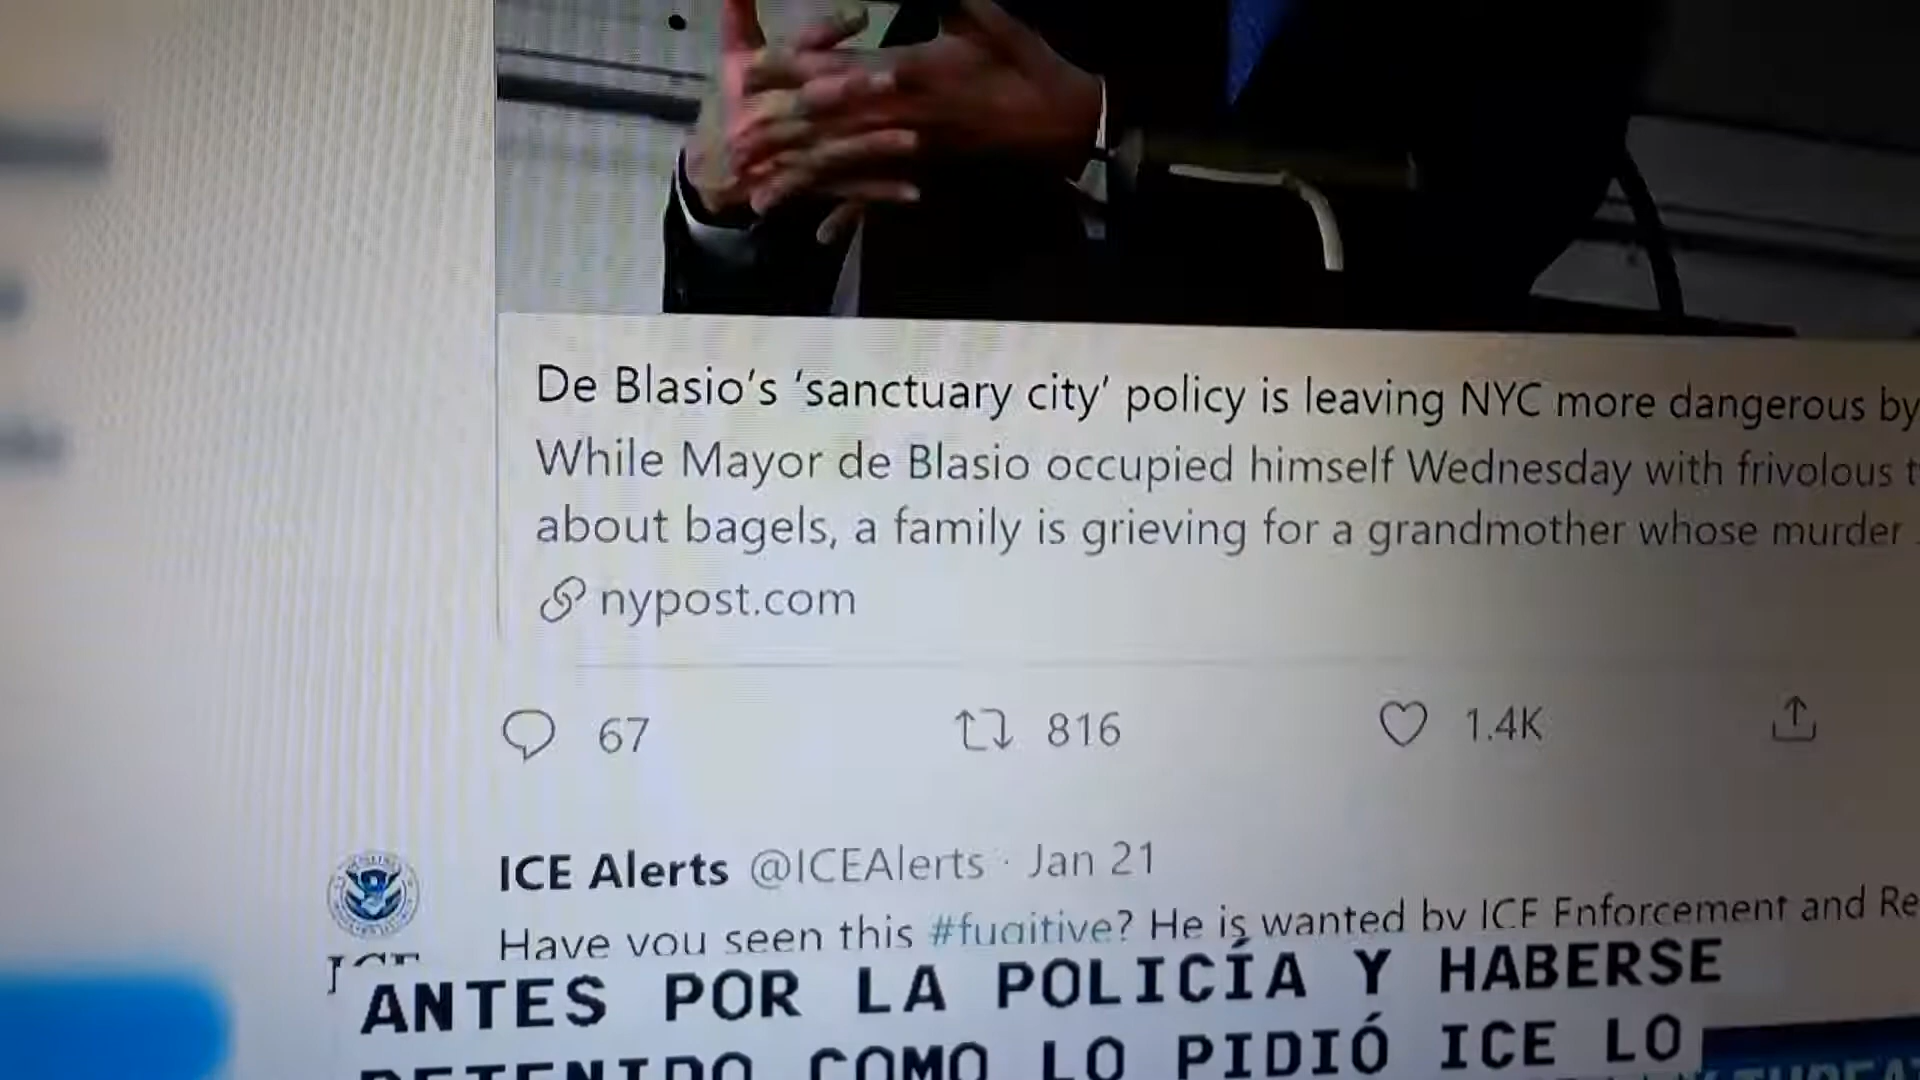 De Blasio's 'sanctuary city' policy is leaving NYC more dangerous by
While Mayor de Blasio occupied himself Wednesday with frivolous
about bagels, a family is grieving for a grandmother whose murder
nypost.com
67 816 1.4K
ICE Alerts @ICEAlerts · Jan 21
Have you seen this #fugitive? He is wanted by ICE Enforcement and Re
ANTES POR LA POLICÍA Y HABERSE
DETENIDO COMO LO PIDIÓ ICE LO